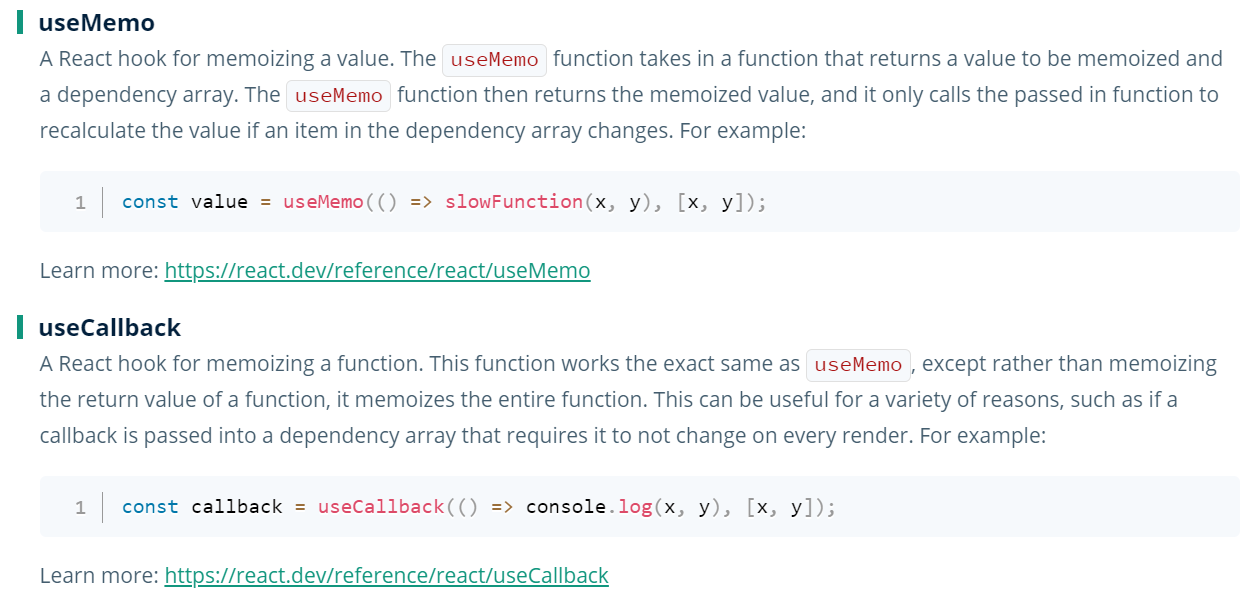 useMemo
A React hook for memoizing a value. The useMemo function takes in a function that returns a value to be memoized and
a dependency array. The useMemo function then returns the memoized value, and it only calls the passed in function to
recalculate the value if an item in the dependency array changes. For example:
1 const value = useMemo(() => slowFunction(x, y), [x, y]);
Learn more: https://react.dev/reference/react/useMemo
useCallback
A React hook for memoizing a function. This function works the exact same as useMemo, except rather than memoizing
the return value of a function, it memoizes the entire function. This can be useful for a variety of reasons, such as if a
callback is passed into a dependency array that requires it to not change on every render. For example:
1 const callback = useCallback(() => console.log(x, y), [x, y]);
Learn more: https://react.dev/reference/react/useCallback